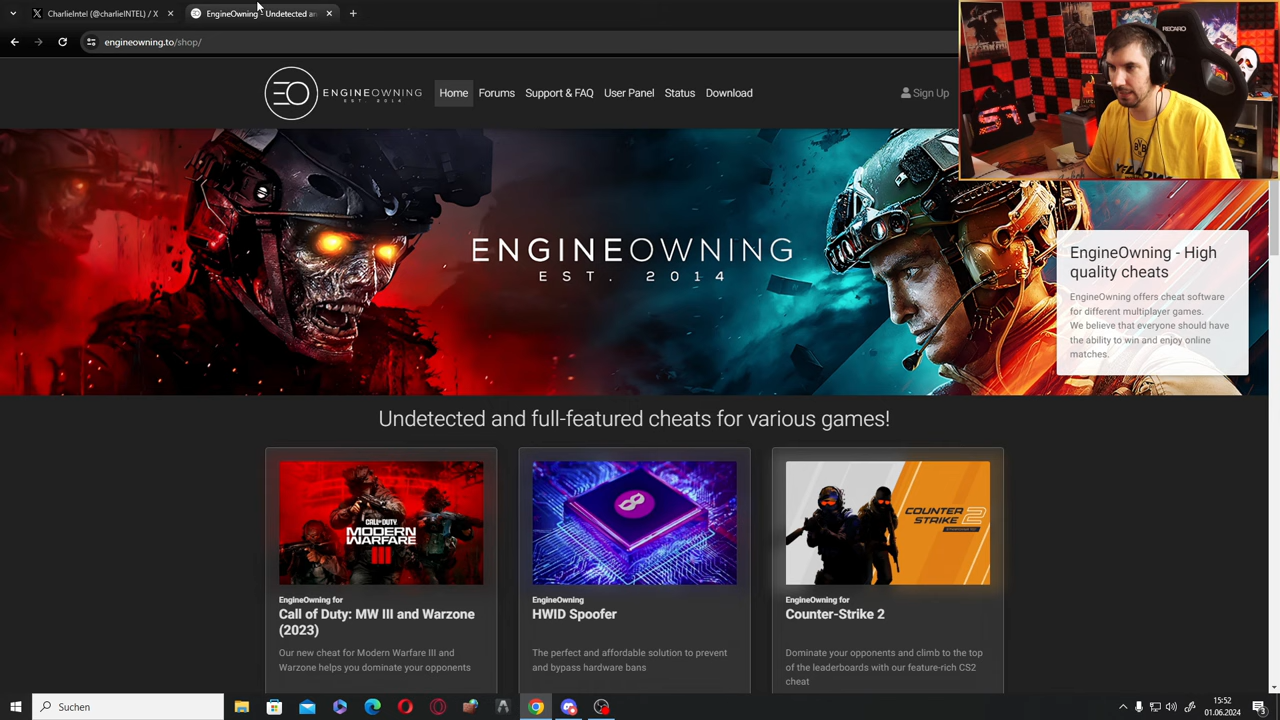 CharlieIntel (@charlieINTEL) / X
EngineOwning - Undetected an
engineowning.to/shop/
RECARO
EO ENGINEOWNING
EST. 2014
Home
Forums
Support & FAQ
User Panel
Status
Download
Sign Up
ENGINEOWNING
EST. 2014
EngineOwning - High
quality cheats
EngineOwning offers cheat software
for different multiplayer games.
We believe that everyone should have
the ability to win and enjoy online
matches.
Undetected and full-featured cheats for various games!
CALL OF DUTY
MODERN
WARFARE
III
COUNTER
STRIKE 2
EngineOwning for
Call of Duty: MW III and Warzone
(2023)
Our new cheat for Modern Warfare III and
Warzone helps you dominate your opponents
EngineOwning
HWID Spoofer
The perfect and affordable solution to prevent
and bypass hardware bans
EngineOwning for
Counter-Strike 2
Dominate your opponents and climb to the top
of the leaderboards with our feature-rich CS2
cheat
Suchen
15:52
01.06.2024
3